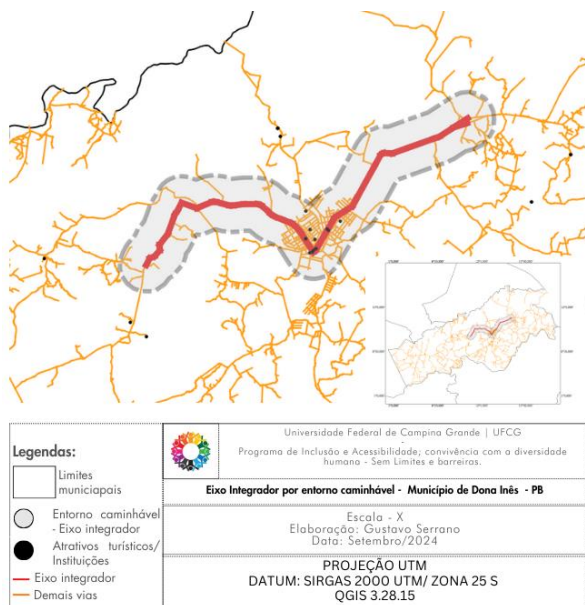 Legendas:
Limites
municiapais
Entorno caminhável
- Eixo integrador
Atrativos turísticos/
Instituições
Eixo integrador
Demais vias
Universidade Federal de Campina Grande | UFCG
-
Programa de Inclusão e Acessibilidade; convivência com a diversidade
humana - Sem Limites e barreiras.
Eixo Integrador por entorno caminhável - Município de Dona Inês - PB
Escala - X
Elaboração: Gustavo Serrano
Data: Setembro/2024
PROJEÇÃO UTM
DATUM: SIRGAS 2000 UTM/ ZONA 25 S
QGIS 3.28.15